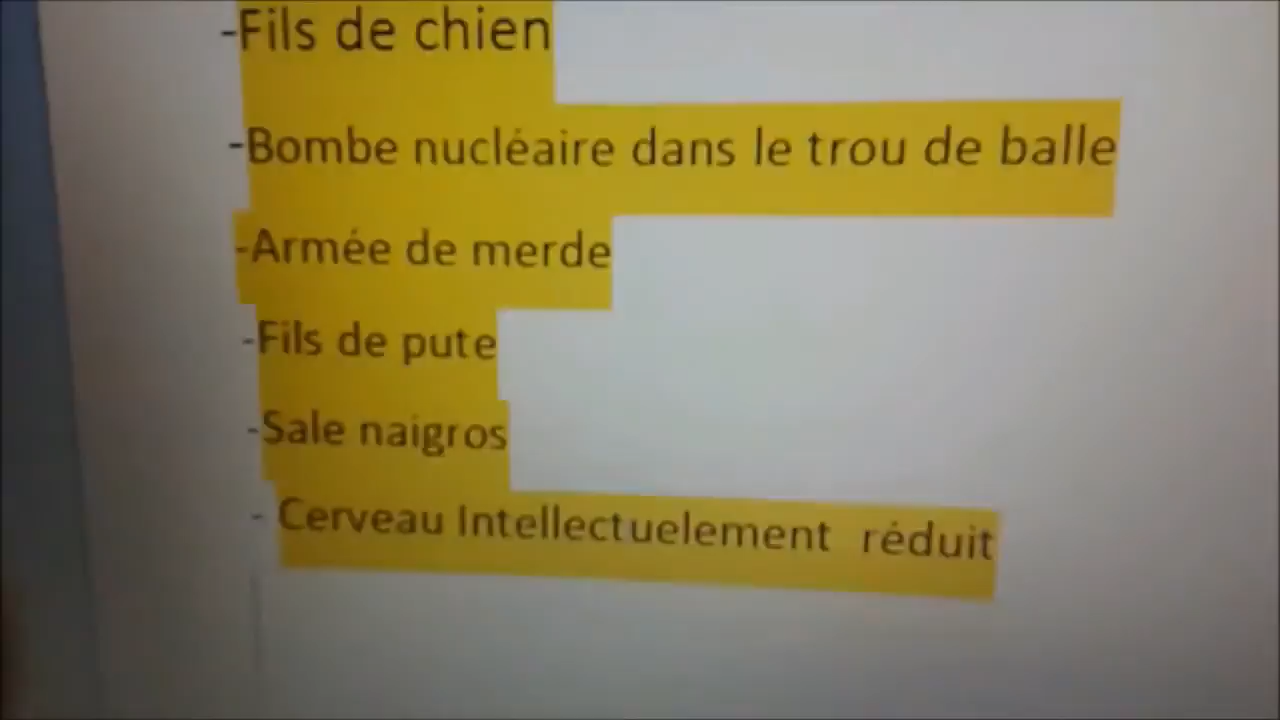 -Fils de chien
-Bombe nucléaire dans le trou de balle
-Armée de merde
-Fils de pute
-Sale naigros
- Cerveau Intellectuelement réduit